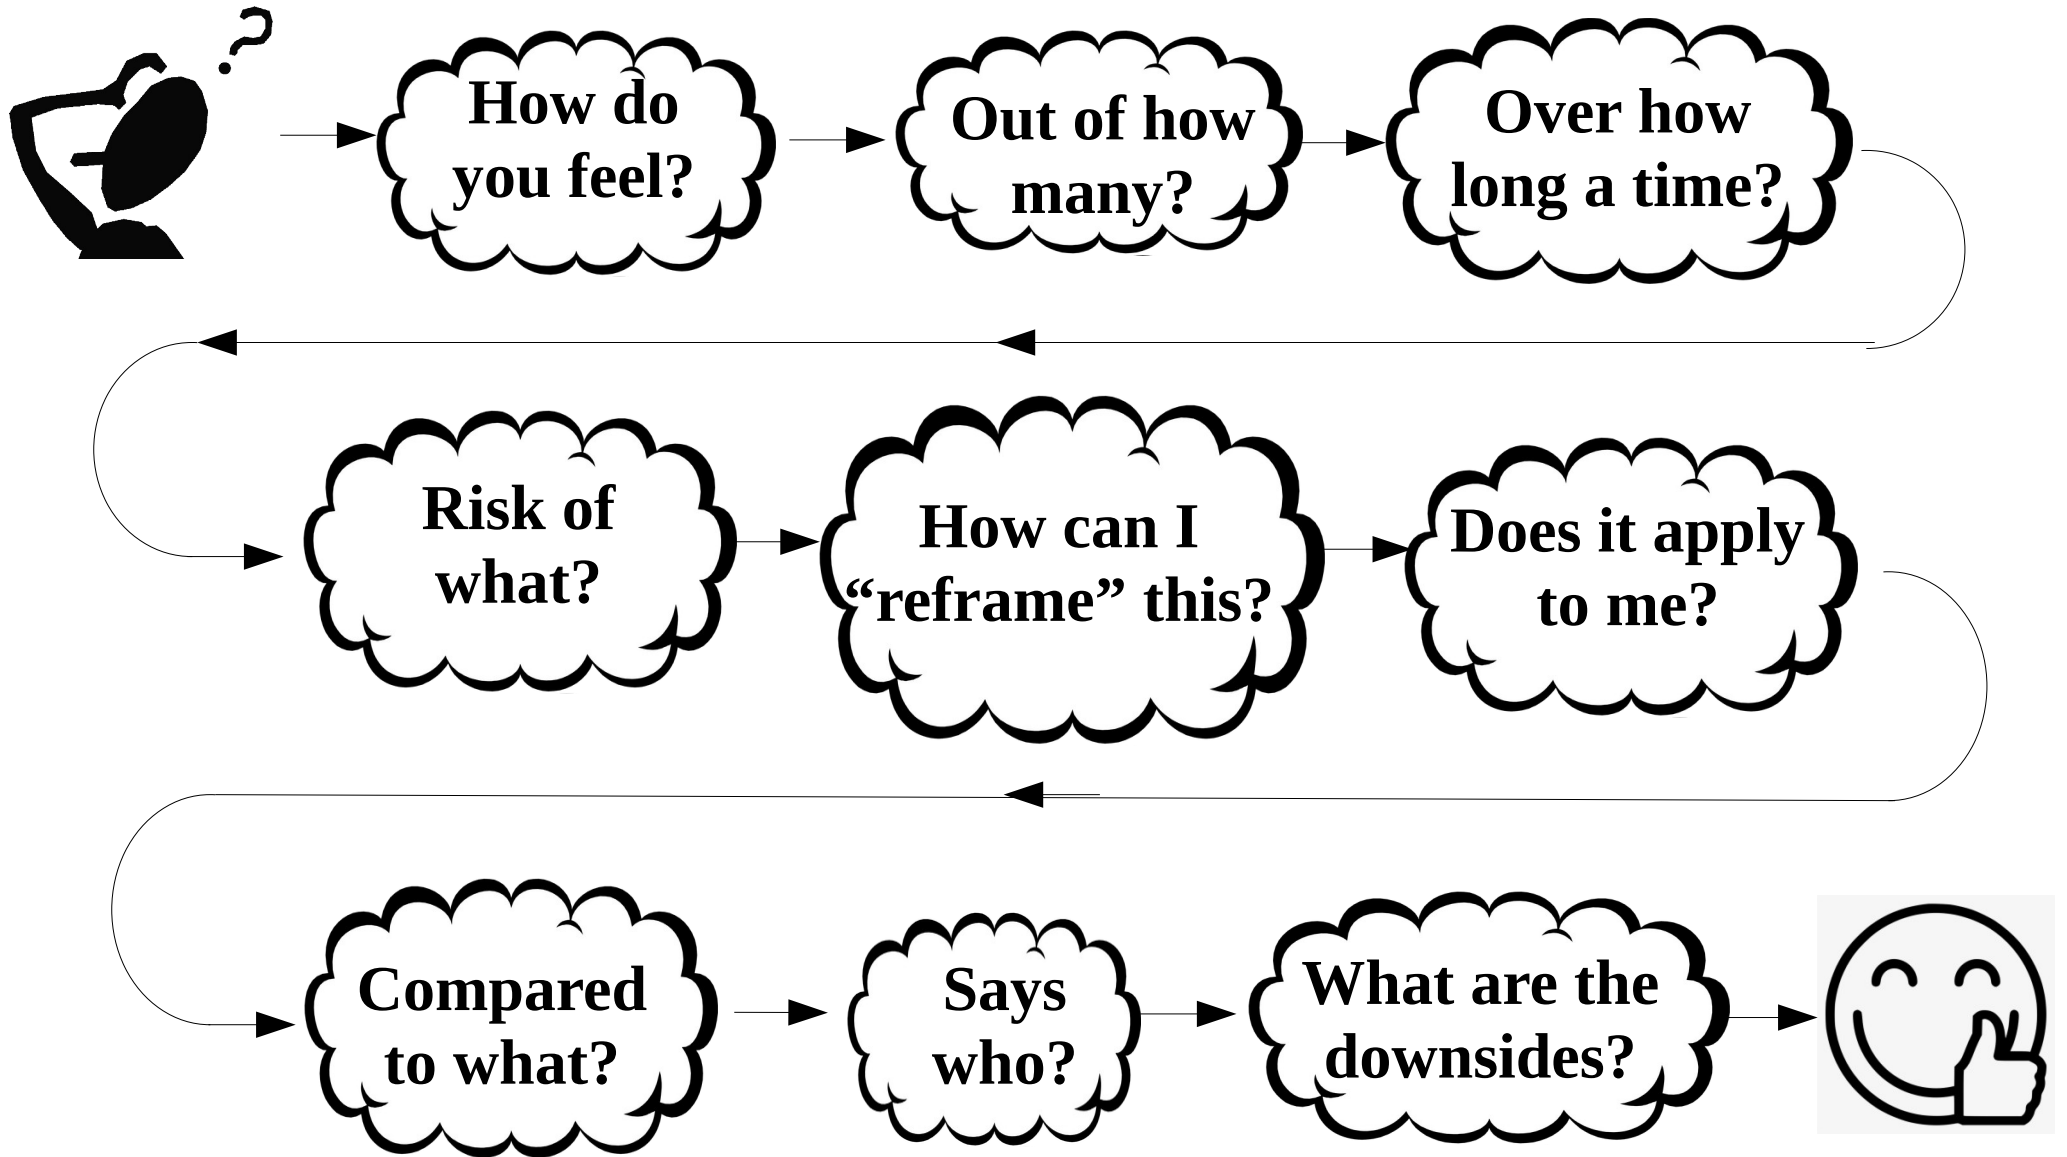 ?
How do
you feel?
Out of how
many?
Over how
long a time?
Risk of
what?
How can I
“reframe” this?
Does it apply
to me?
Compared
to what?
Says
who?
What are the
downsides?